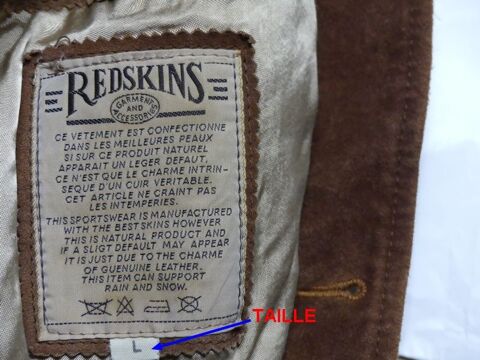 REDSKINS
GARMENTS
AND
ACCESSORIES
CE VETEMENT EST CONFECTIONNE
DANS LES MEILLEURES PEAUX
SI SUR CE PRODUIT NATUREL
APPARAIT UN LEGER DEFAUT,
CE N'EST QUE LE CHARME INTRIN-
SEQUE D'UN CUIR VERITABLE.
CET ARTICLE NE CRAINT PAS
LES INTEMPERIES.
THIS SPORTSWEAR IS MANUFACTURED
WITH THE BEST SKINS HOWEVER
THIS IS NATURAL PRODUCT AND
IF A SLIGT DEFAULT MAY APPEAR
IT IS JUST DUE TO THE CHARME
OF GUENUINE LEATHER.
THIS ITEM CAN SUPPORT
RAIN AND SNOW.
L
TAILLE